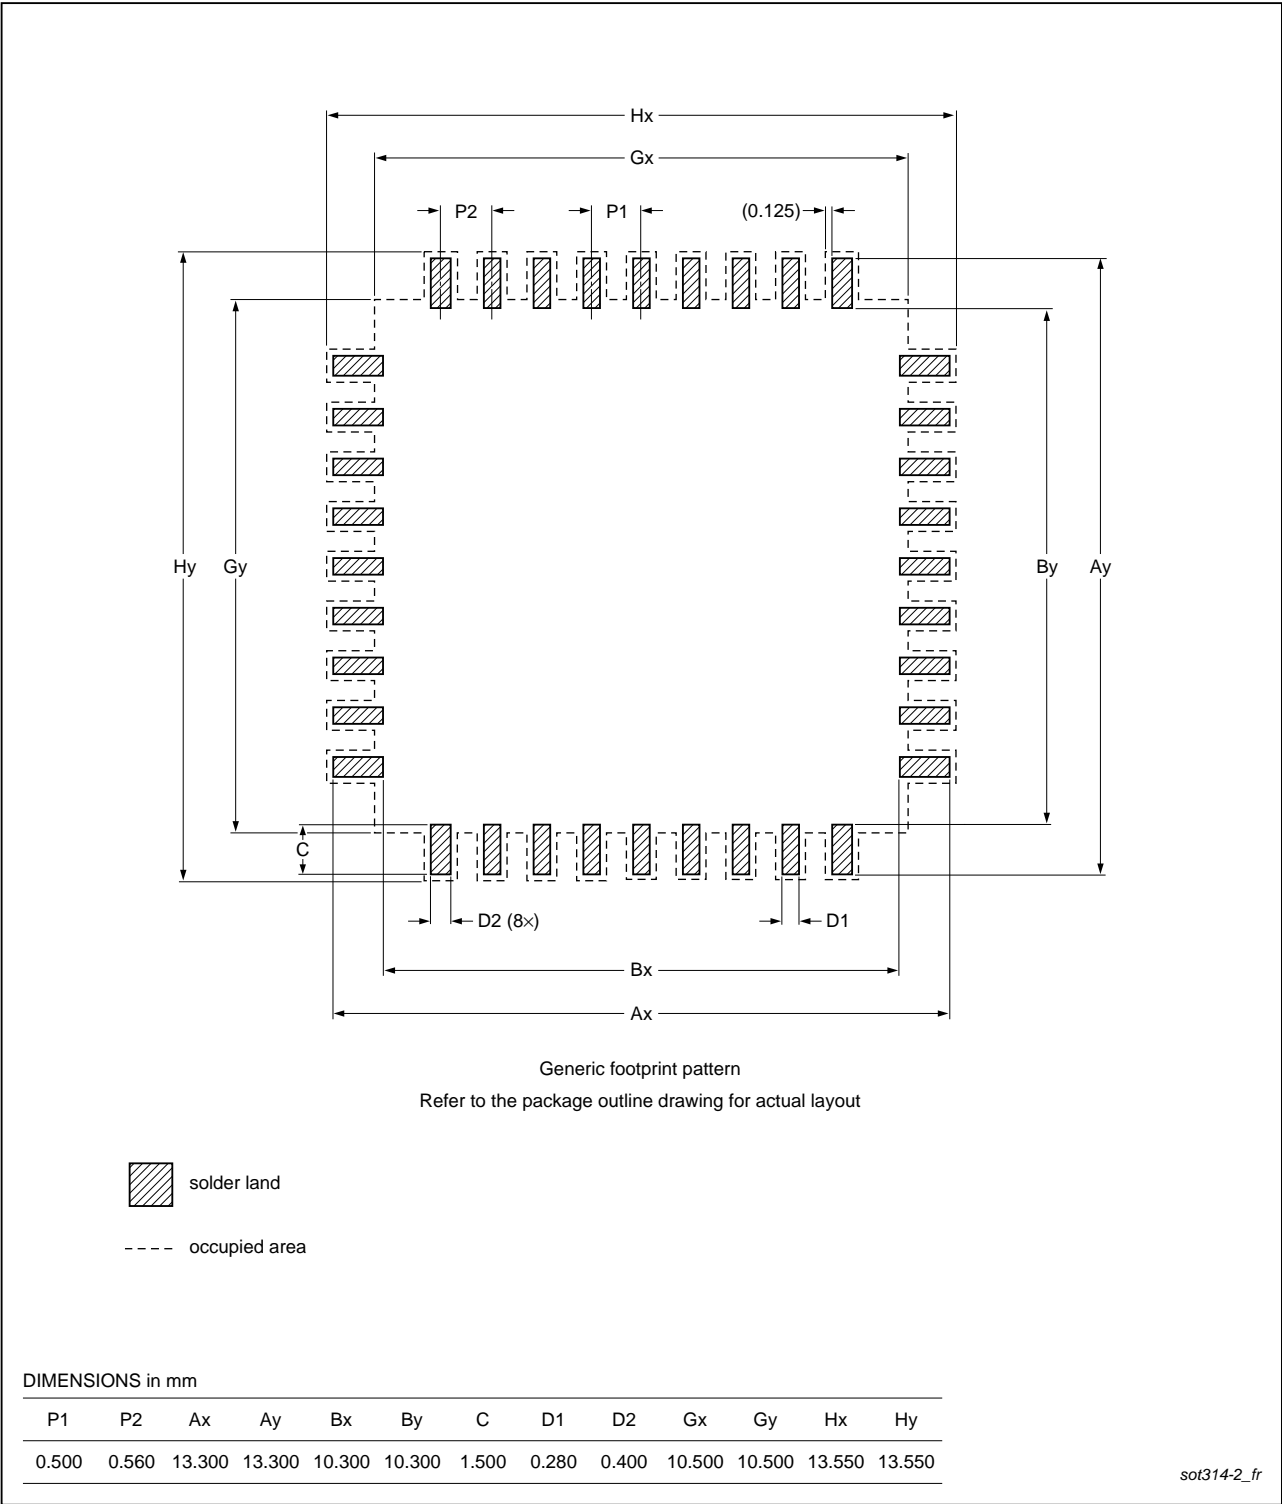 Hx
Gx
P2 P1 (0.125)
Hy Gy By Ay
C
D2 (8×) D1
Bx
Ax
Generic footprint pattern
Refer to the package outline drawing for actual layout
solder land
occupied area
DIMENSIONS in mm
P1 P2 Ax Ay Bx By C D1 D2 Gx Gy Hx Hy
0.500 0.560 13.300 13.300 10.300 10.300 1.500 0.280 0.400 10.500 10.500 13.550 13.550
sot314-2_fr